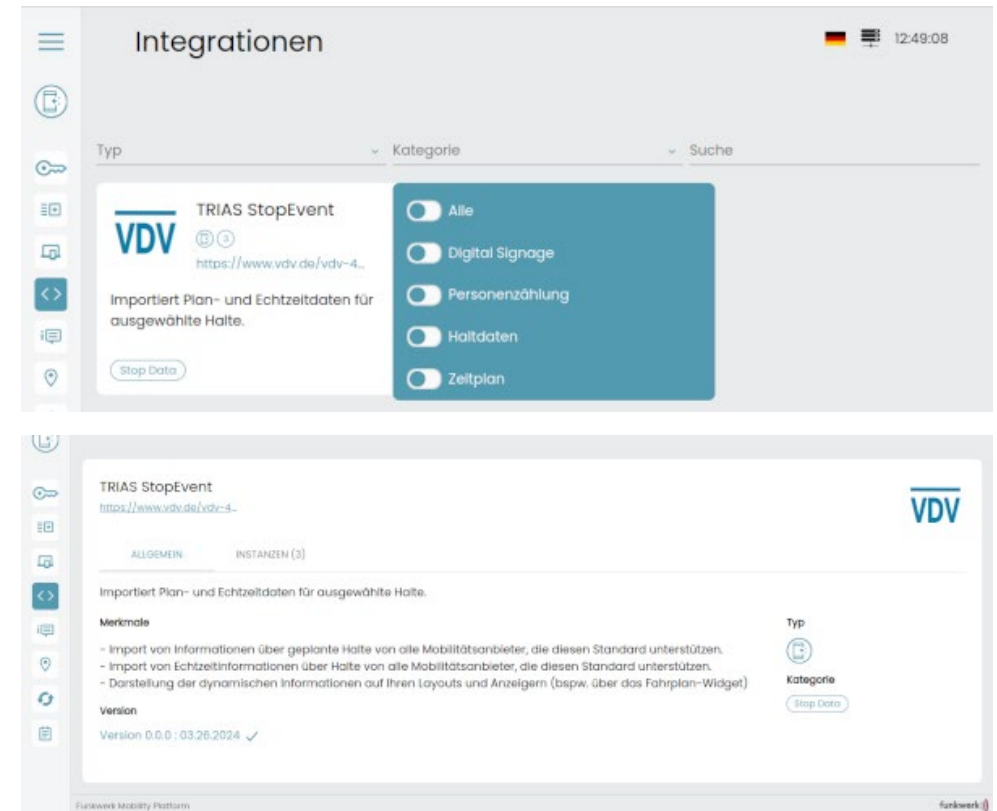 Integrationen
12:49:08
Typ
Kategorie
Suche
VDV
TRIAS StopEvent
3
https://www.vdv.de/vdv-4...
Importiert Plan- und Echtzeitdaten für
ausgewählte Halte.
Stop Data
Alle
Digital Signage
Personenzählung
Haltdaten
Zeitplan
TRIAS StopEvent
https://www.vdv.de/vdv-4...
VDV
ALLGEMEIN
INSTANZEN (3)
Importiert Plan- und Echtzeitdaten für ausgewählte Halte.
Merkmale
- Import von Informationen über geplante Halte von alle Mobilitätsanbieter, die diesen Standard unterstützen.
- Import von Echtzeitinformationen über Halte von alle Mobilitätsanbieter, die diesen Standard unterstützen.
- Darstellung der dynamischen Informationen auf Ihren Layouts und Anzeigern (bspw. über das Fahrplan-Widget)
Version
Version 0.0.0 : 03.26.2024
Typ
Kategorie
Stop Data
Funkwerk Mobility Platform
funkwerk